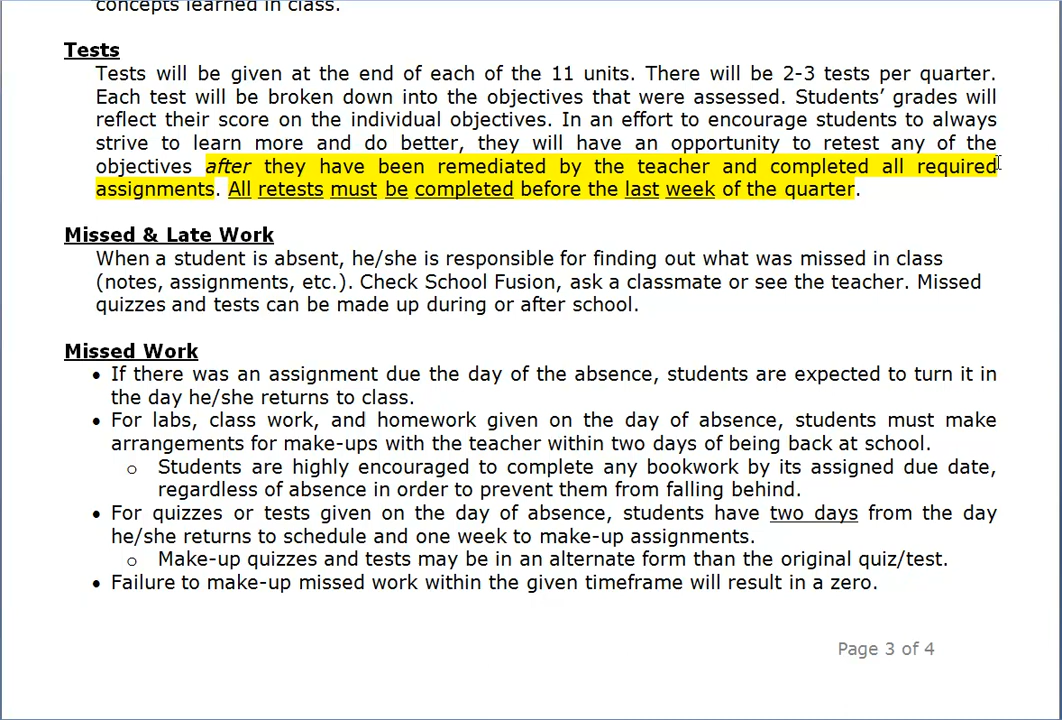 concepts learned in class.
Tests
Tests will be given at the end of each of the 11 units. There will be 2-3 tests per quarter.
Each test will be broken down into the objectives that were assessed. Students’ grades will
reflect their score on the individual objectives. In an effort to encourage students to always
strive to learn more and do better, they will have an opportunity to retest any of the
objectives after they have been remediated by the teacher and completed all required
assignments. All retests must be completed before the last week of the quarter.
Missed & Late Work
When a student is absent, he/she is responsible for finding out what was missed in class
(notes, assignments, etc.). Check School Fusion, ask a classmate or see the teacher. Missed
quizzes and tests can be made up during or after school.
Missed Work
• If there was an assignment due the day of the absence, students are expected to turn it in
the day he/she returns to class.
• For labs, class work, and homework given on the day of absence, students must make
arrangements for make-ups with the teacher within two days of being back at school.
o Students are highly encouraged to complete any bookwork by its assigned due date,
regardless of absence in order to prevent them from falling behind.
• For quizzes or tests given on the day of absence, students have two days from the day
he/she returns to schedule and one week to make-up assignments.
o Make-up quizzes and tests may be in an alternate form than the original quiz/test.
• Failure to make-up missed work within the given timeframe will result in a zero.
Page 3 of 4